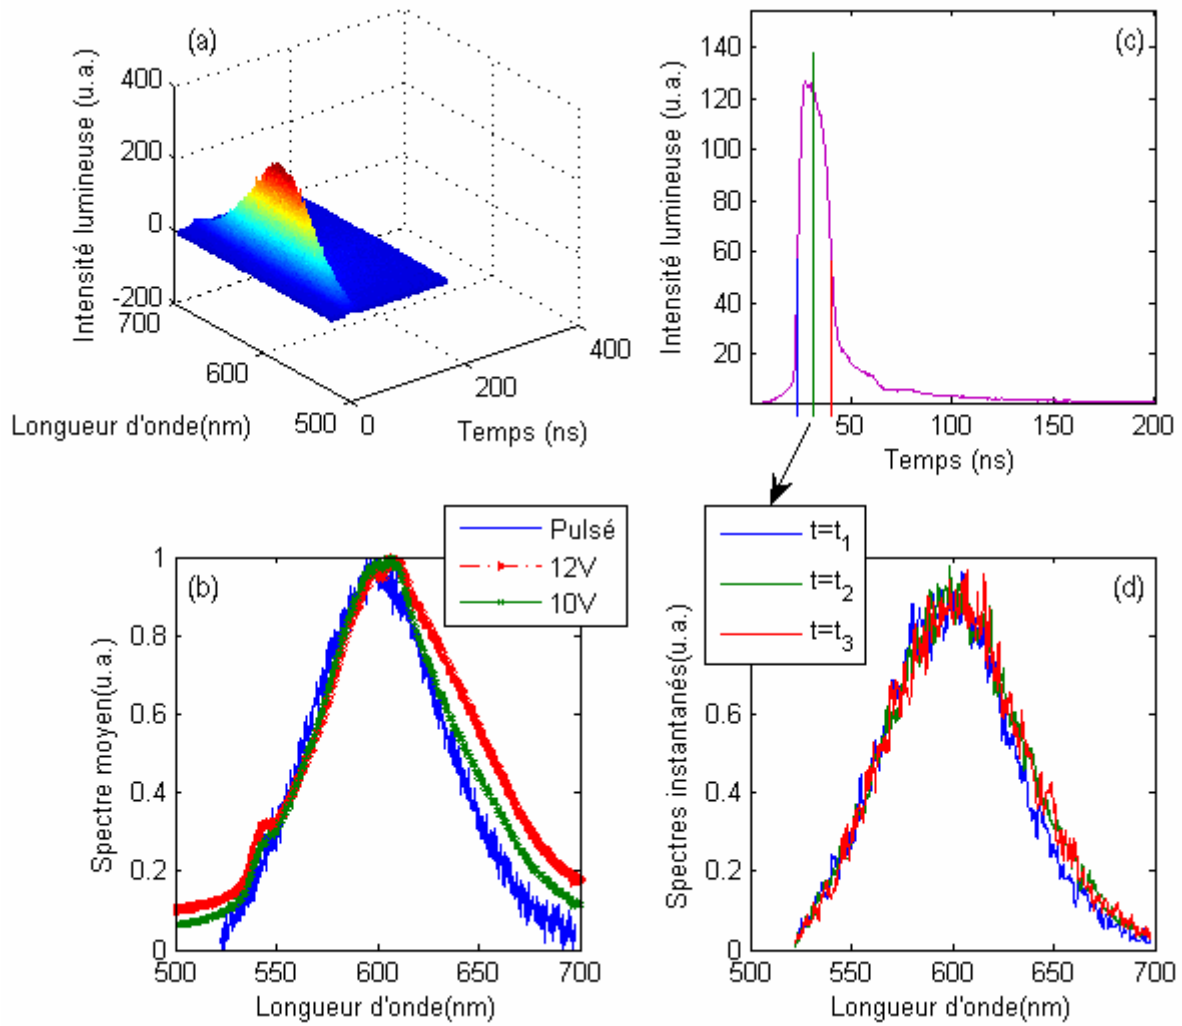 (a)
Intensité lumineuse (u.a.)
400
200
0
-200
700
600
500
Longueur d'onde(nm)
0
200
400
Temps (ns)
(c)
Intensité lumineuse (u.a.)
140
120
100
80
60
40
20
50
100
150
200
Temps (ns)
(b)
Pulsé
12V
10V
Spectre moyen(u.a.)
1
0.8
0.6
0.4
0.2
0
500
550
600
650
700
Longueur d'onde(nm)
(d)
t=t1
t=t2
t=t3
Spectres instantanés(u.a.)
0.8
0.6
0.4
0.2
0
500
550
600
650
700
Longueur d'onde(nm)